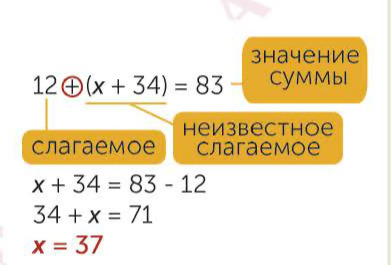 12 + (x + 34) = 83
значение
суммы
слагаемое
неизвестное
слагаемое
x + 34 = 83 - 12
34 + x = 71
x = 37